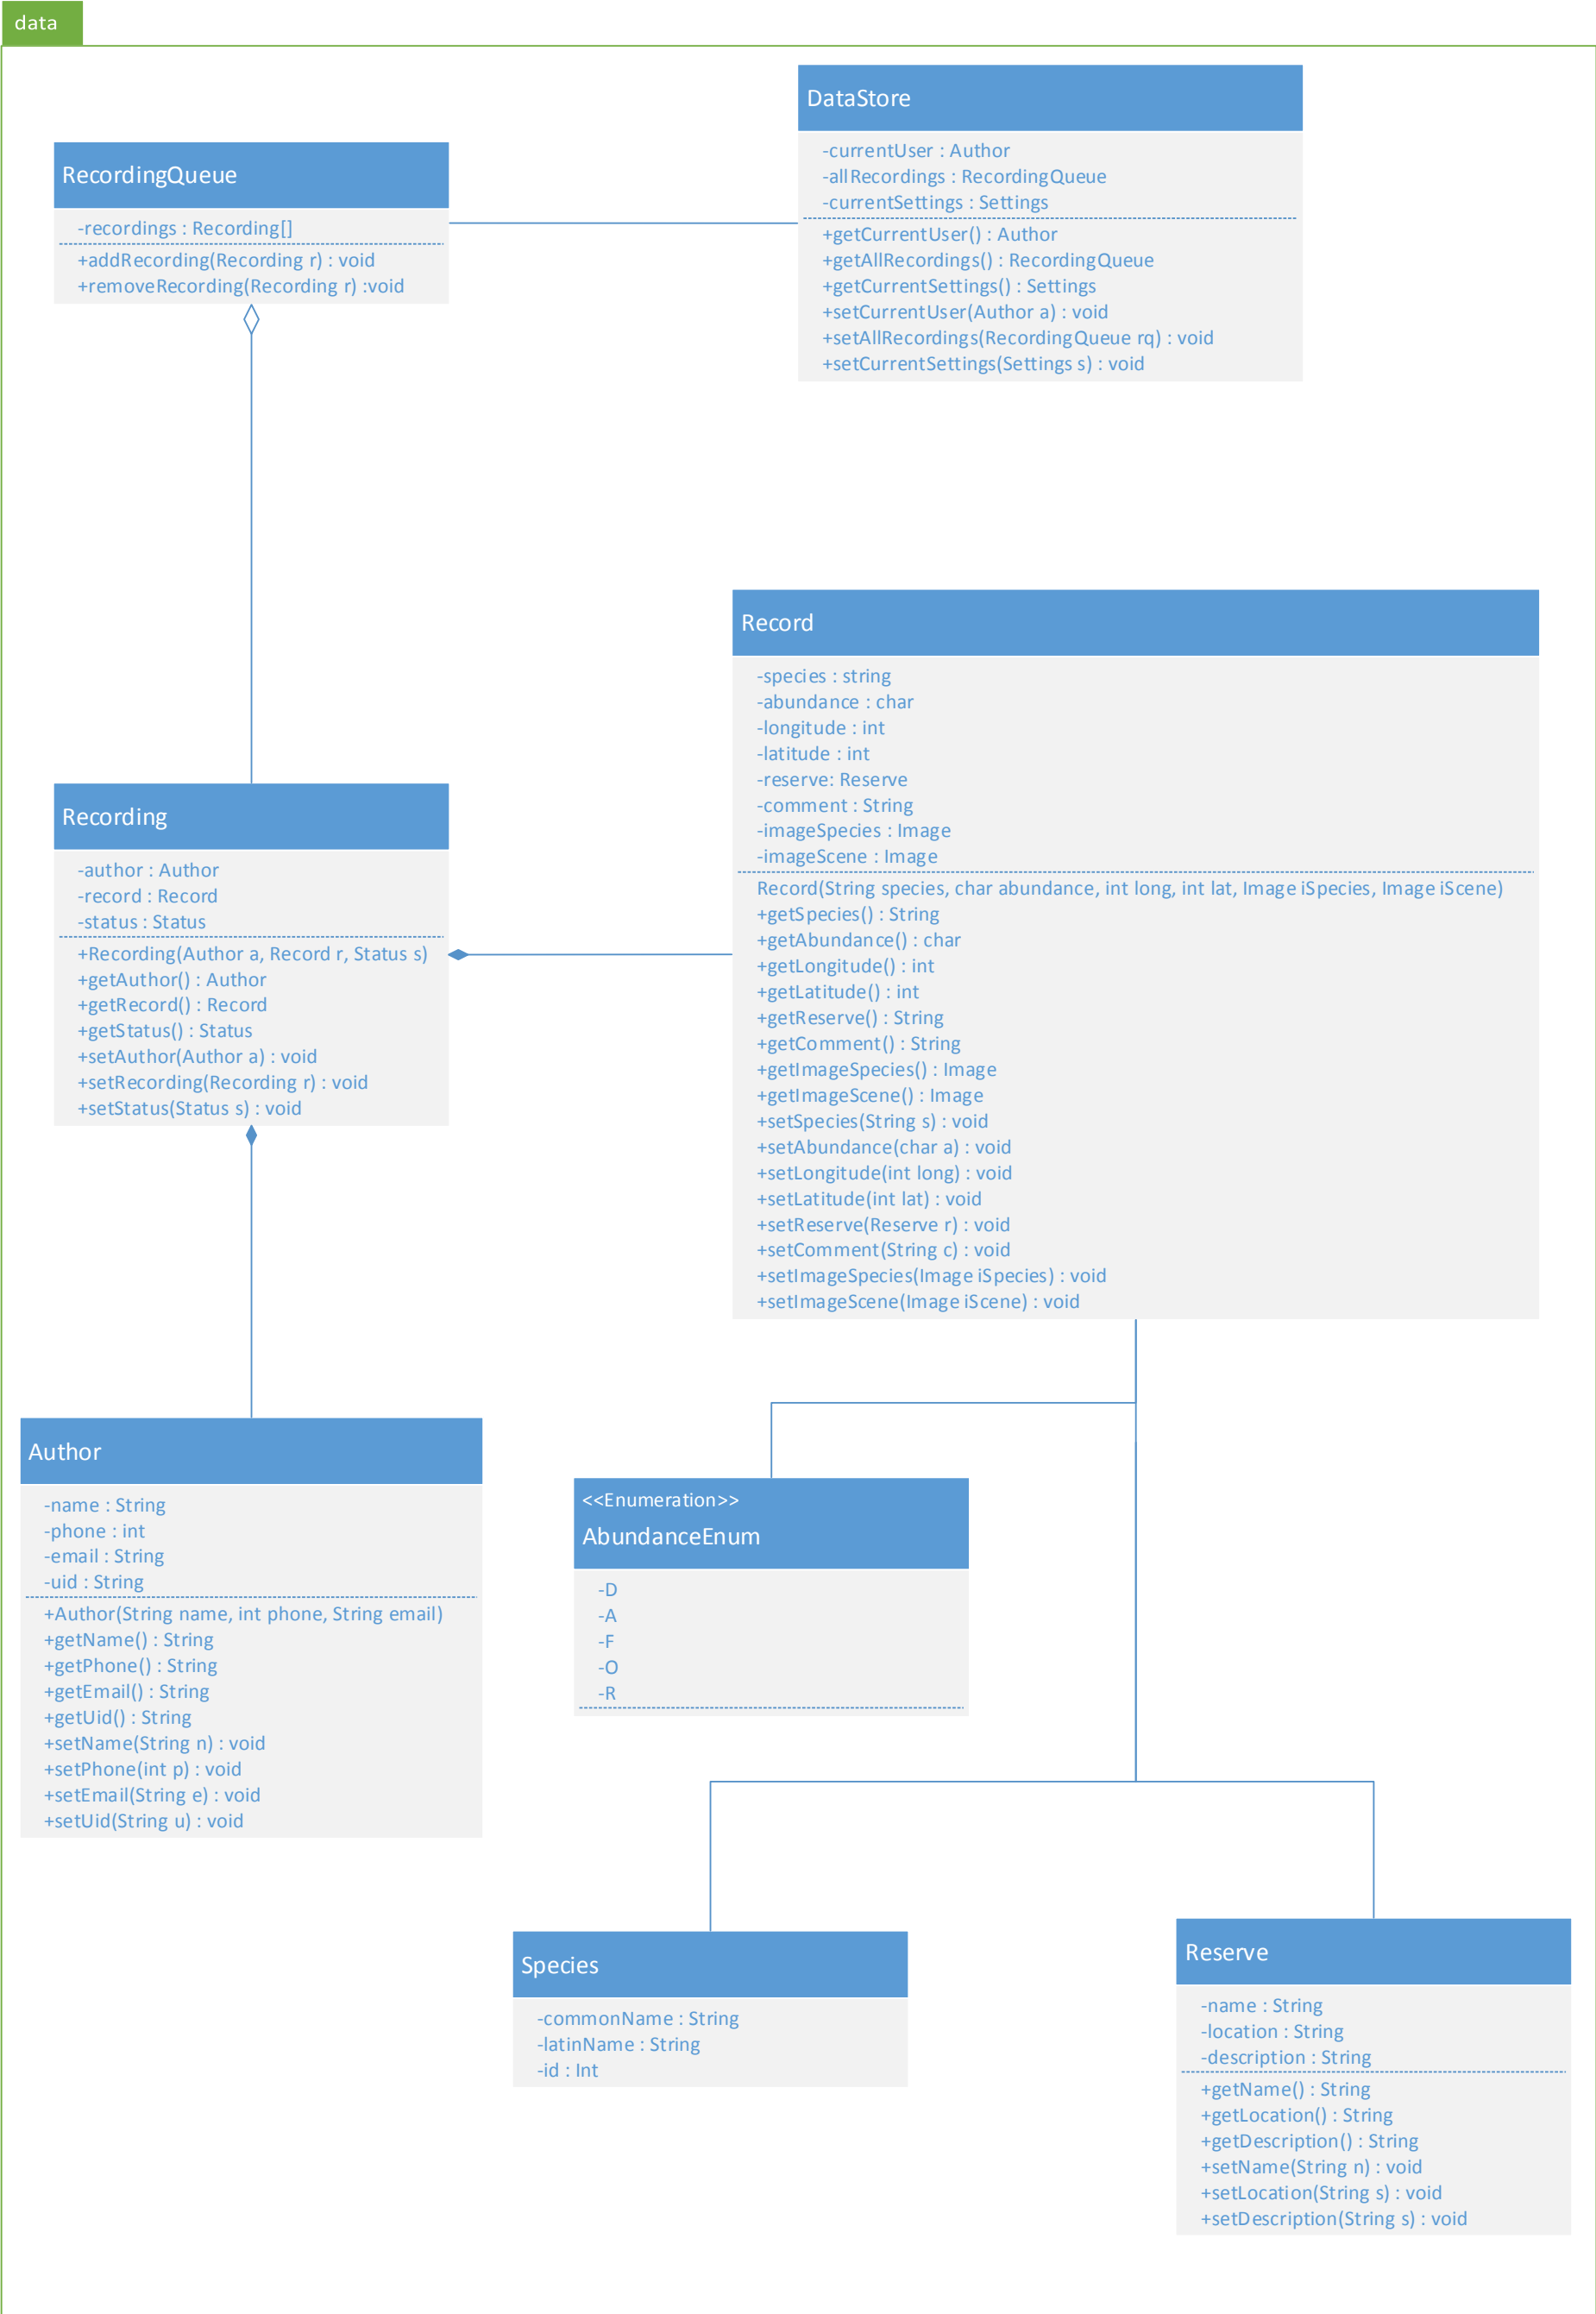 data
DataStore
-currentUser : Author
-allRecordings : RecordingQueue
-currentSettings : Settings
+getCurrentUser() : Author
+getAllRecordings() : RecordingQueue
+getCurrentSettings() : Settings
+setCurrentUser(Author a) : void
+setAllRecordings(RecordingQueue rq) : void
+setCurrentSettings(Settings s) : void
RecordingQueue
-recordings : Recording[]
+addRecording(Recording r) : void
+removeRecording(Recording r) :void
Record
-species : string
-abundance : char
-longitude : int
-latitude : int
-reserve: Reserve
-comment : String
-imageSpecies : Image
-imageScene : Image
Record(String species, char abundance, int long, int lat, Image iSpecies, Image iScene)
+getSpecies() : String
+getAbundance() : char
+getLongitude() : int
+getLatitude() : int
+getReserve() : String
+getComment() : String
+getImageSpecies() : Image
+getImageScene() : Image
+setSpecies(String s) : void
+setAbundance(char a) : void
+setLongitude(int long) : void
+setLatitude(int lat) : void
+setReserve(Reserve r) : void
+setComment(String c) : void
+setImageSpecies(Image iSpecies) : void
+setImageScene(Image iScene) : void
Recording
-author : Author
-record : Record
-status : Status
+Recording(Author a, Record r, Status s)
+getAuthor() : Author
+getRecord() : Record
+getStatus() : Status
+setAuthor(Author a) : void
+setRecording(Recording r) : void
+setStatus(Status s) : void
Author
-name : String
-phone : int
-email : String
-uid : String
+Author(String name, int phone, String email)
+getName() : String
+getPhone() : String
+getEmail() : String
+getUid() : String
+setName(String n) : void
+setPhone(int p) : void
+setEmail(String e) : void
+setUid(String u) : void
<<Enumeration>>
AbundanceEnum
-D
-A
-F
-O
-R
Species
-commonName : String
-latinName : String
-id : Int
Reserve
-name : String
-location : String
-description : String
+getName() : String
+getLocation() : String
+getDescription() : String
+setName(String n) : void
+setLocation(String s) : void
+setDescription(String s) : void